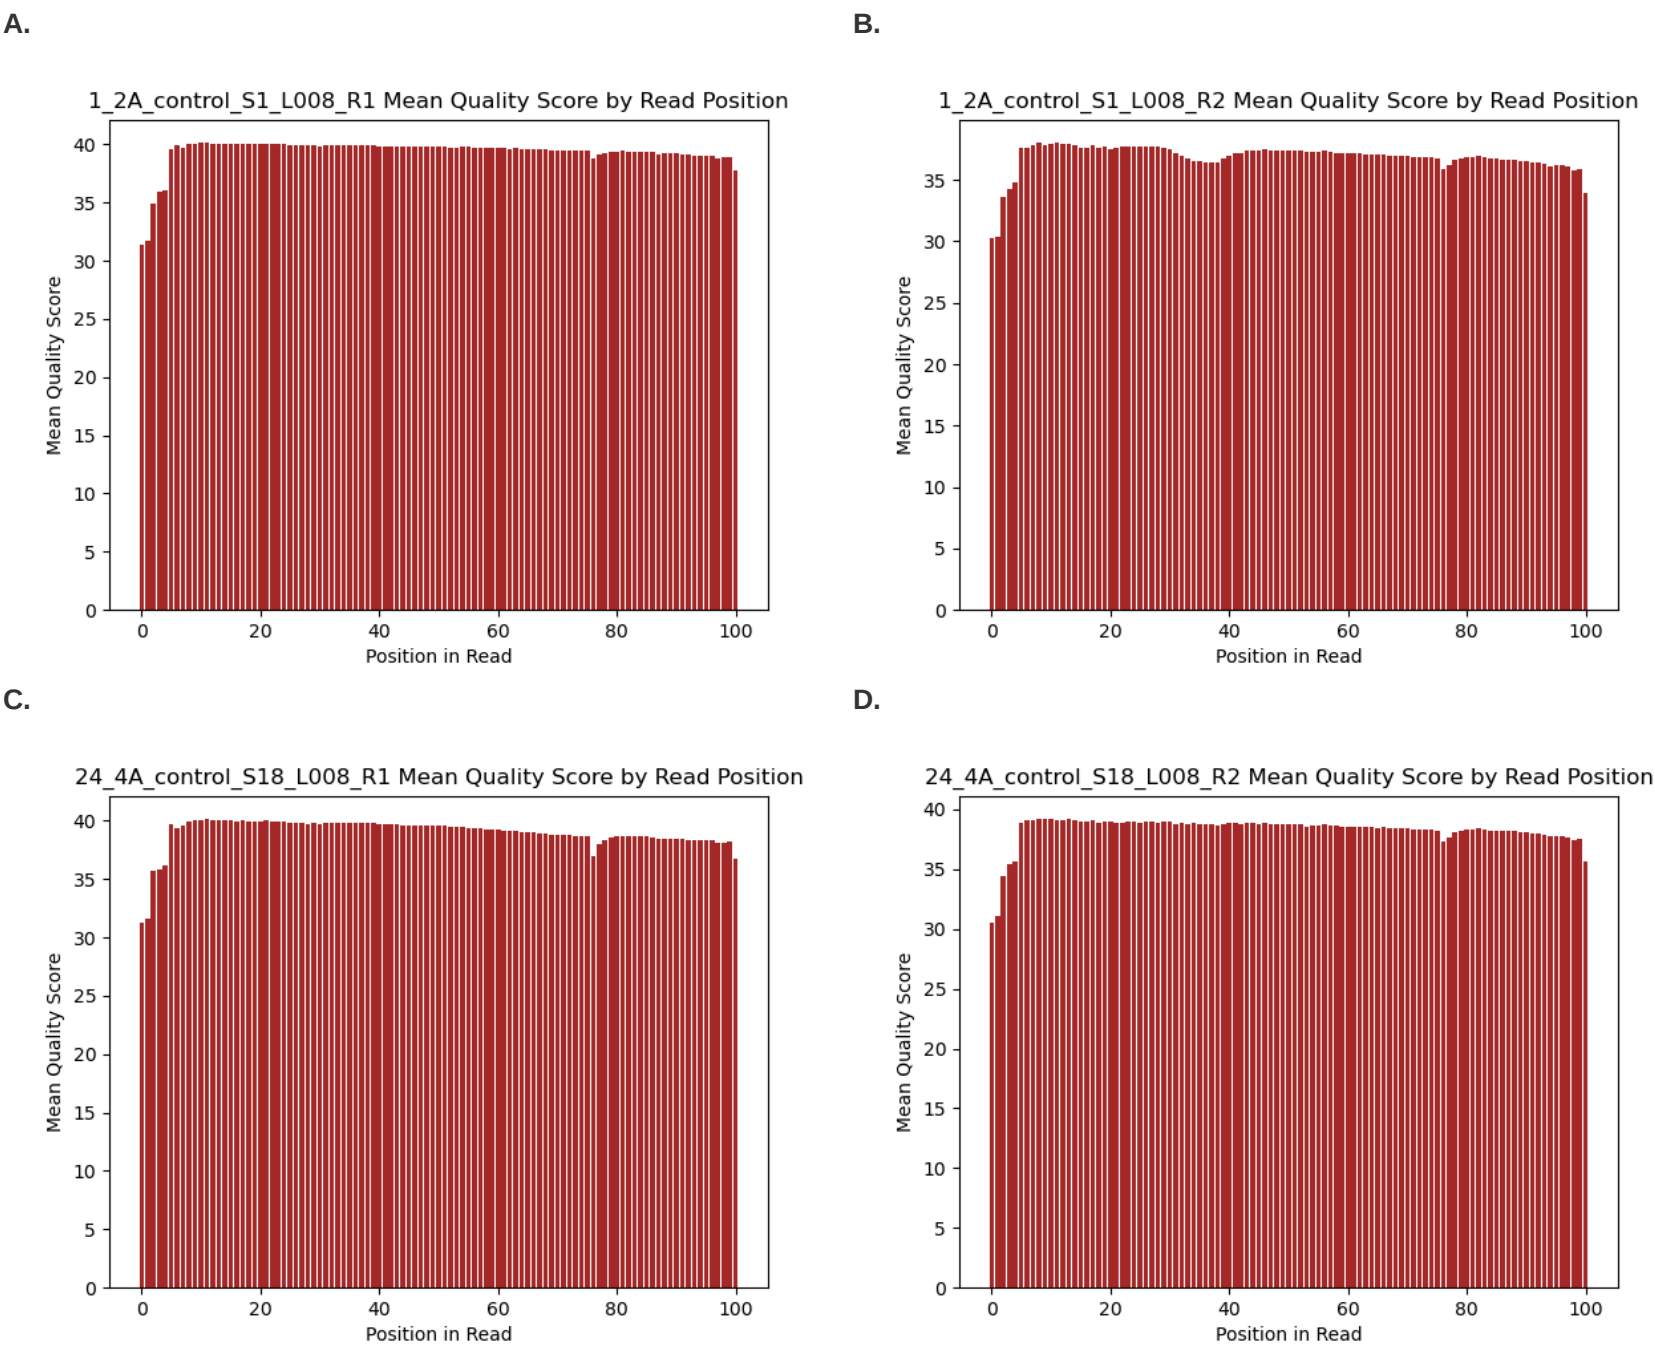 A.
B.
1_2A_control_S1_L008_R1 Mean Quality Score by Read Position
40
35
30
25
20
15
10
5
0
Mean Quality Score
0 20 40 60 80 100
Position in Read
1_2A_control_S1_L008_R2 Mean Quality Score by Read Position
35
30
25
20
15
10
5
0
Mean Quality Score
0 20 40 60 80 100
Position in Read
C.
D.
24_4A_control_S18_L008_R1 Mean Quality Score by Read Position
40
35
30
25
20
15
10
5
0
Mean Quality Score
0 20 40 60 80 100
Position in Read
24_4A_control_S18_L008_R2 Mean Quality Score by Read Position
40
35
30
25
20
15
10
5
0
Mean Quality Score
0 20 40 60 80 100
Position in Read